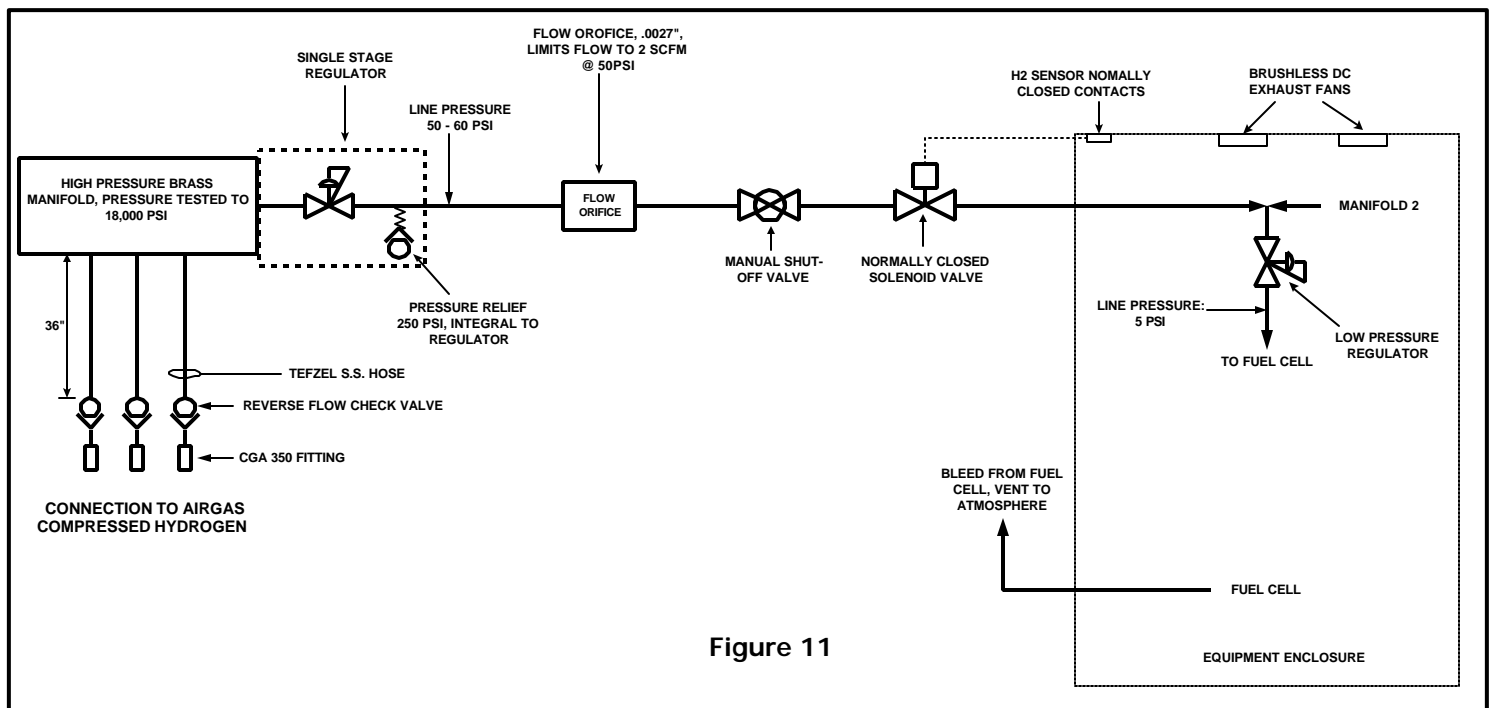 FLOW OROFICE, .0027",
LIMITS FLOW TO 2 SCFM
@ 50PSI
SINGLE STAGE
REGULATOR
LINE PRESSURE
50 - 60 PSI
H2 SENSOR NOMALLY
CLOSED CONTACTS
BRUSHLESS DC
EXHAUST FANS
HIGH PRESSURE BRASS
MANIFOLD, PRESSURE TESTED TO
18,000 PSI
FLOW
ORIFICE
MANIFOLD 2
MANUAL SHUT-
OFF VALVE
NORMALLY CLOSED
SOLENOID VALVE
PRESSURE RELIEF
250 PSI, INTEGRAL TO
REGULATOR
LINE PRESSURE:
5 PSI
LOW PRESSURE
REGULATOR
TO FUEL CELL
36"
TEFZEL S.S. HOSE
REVERSE FLOW CHECK VALVE
CGA 350 FITTING
CONNECTION TO AIRGAS
COMPRESSED HYDROGEN
BLEED FROM FUEL
CELL, VENT TO
ATMOSPHERE
FUEL CELL
Figure 11
EQUIPMENT ENCLOSURE